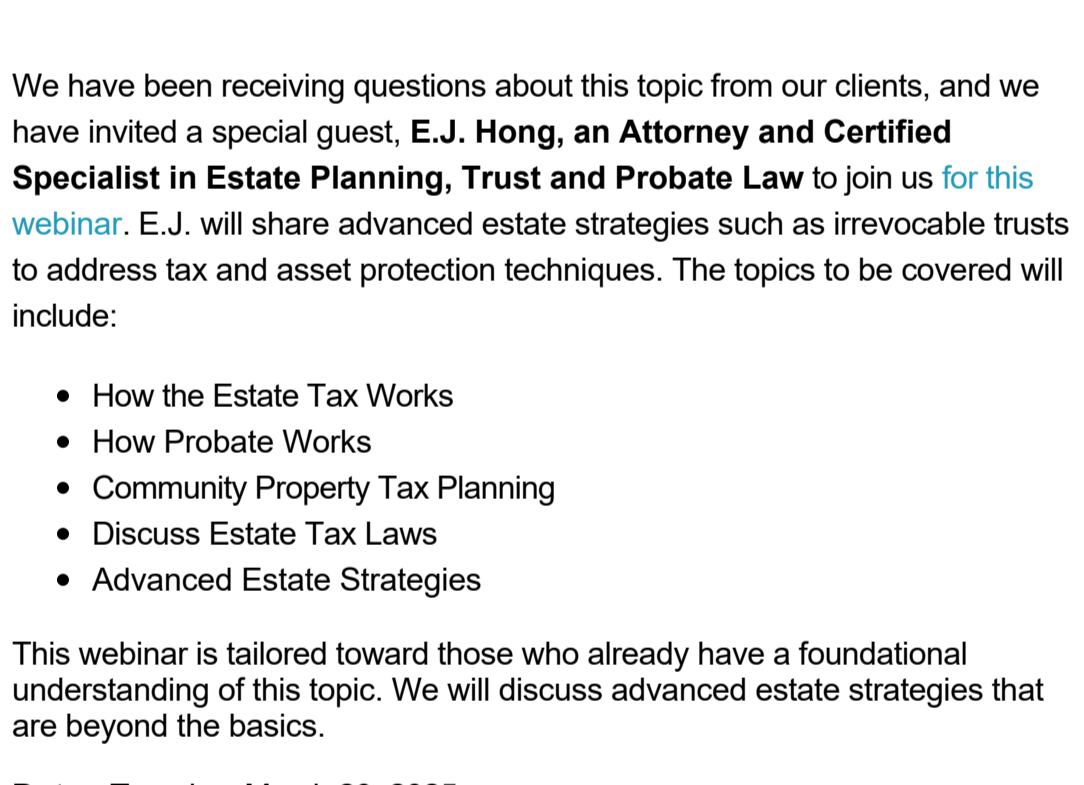 We have been receiving questions about this topic from our clients, and we
have invited a special guest, E.J. Hong, an Attorney and Certified
Specialist in Estate Planning, Trust and Probate Law to join us for this
webinar. E.J. will share advanced estate strategies such as irrevocable trusts
to address tax and asset protection techniques. The topics to be covered will
include:
• How the Estate Tax Works
• How Probate Works
• Community Property Tax Planning
• Discuss Estate Tax Laws
• Advanced Estate Strategies
This webinar is tailored toward those who already have a foundational
understanding of this topic. We will discuss advanced estate strategies that
are beyond the basics.